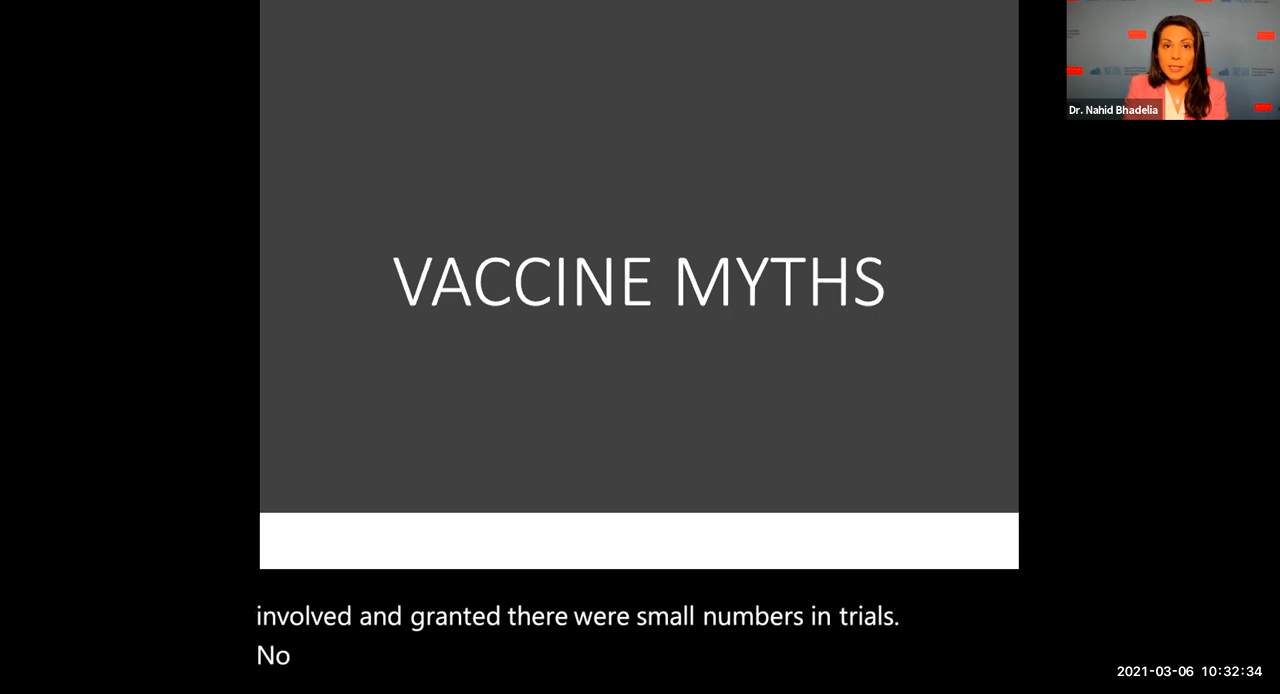 Dr. Nahid Bhadelia
VACCINE MYTHS
involved and granted there were small numbers in trials.
No
2021-03-06 10:32:34